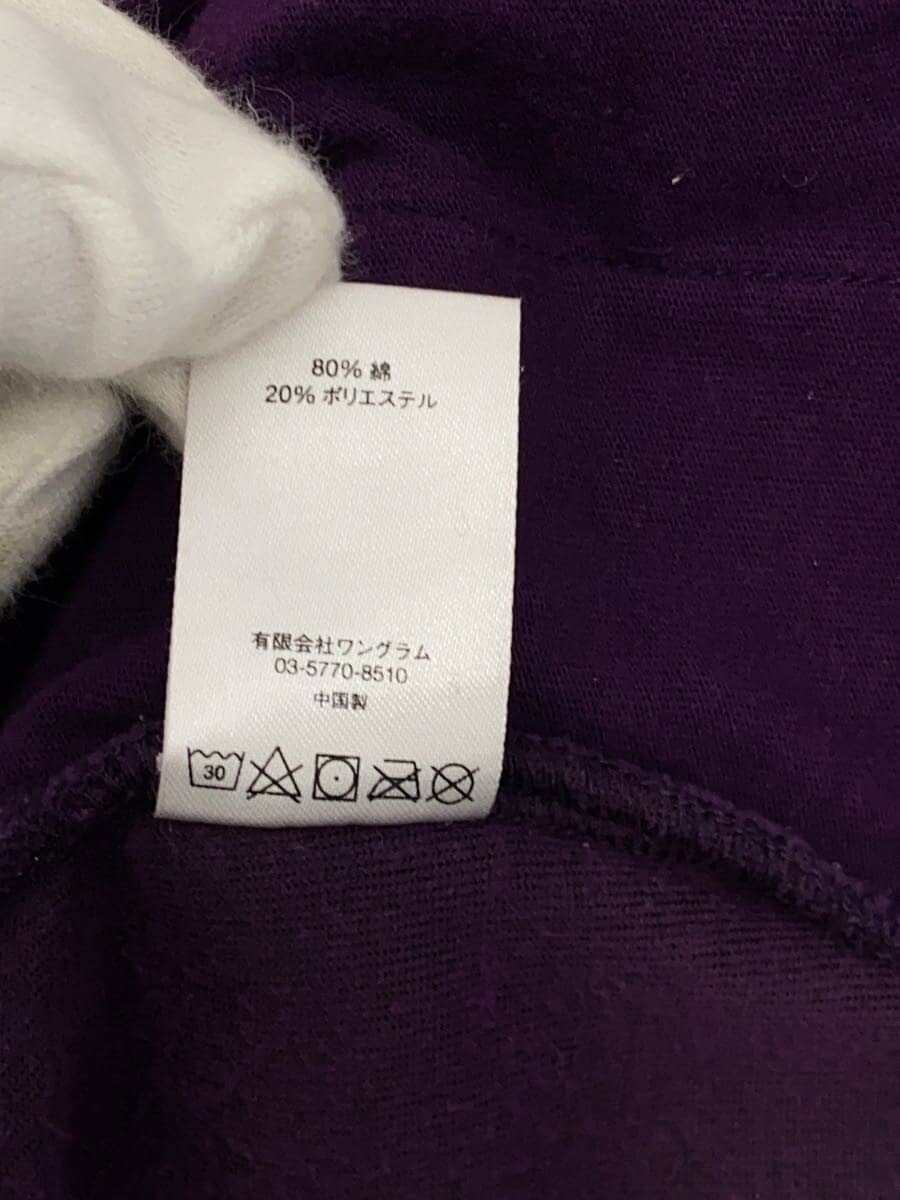 80% 綿
20% ポリエステル
有限会社ワングラム
03-5770-8510
中国製
30